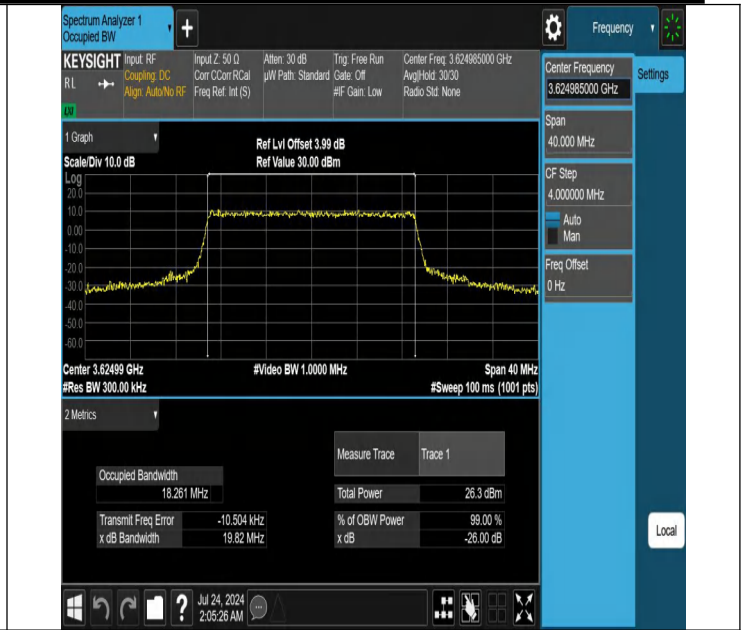 Spectrum Analyzer 1
Occupied BW
+
Frequency
KEYSIGHT
RL
LXI
Input: RF
Coupling: DC
Align: Auto/No RF
Input Z: 50 Ω
Corr CCorr RCal
Freq Ref: Int (S)
Atten: 30 dB
µW Path: Standard
Trig: Free Run
Gate: Off
#IF Gain: Low
Center Freq: 3.624985000 GHz
Avg|Hold: 30/30
Radio Std: None
Center Frequency
3.624985000 GHz
Settings
Span
40.000 MHz
CF Step
4.000000 MHz
Auto
Man
Freq Offset
0 Hz
1 Graph
Scale/Div 10.0 dB
Ref Lvl Offset 3.99 dB
Ref Value 30.00 dBm
Log
20.0
10.0
0.00
-10.0
-20.0
-30.0
-40.0
-50.0
-60.0
Center 3.62499 GHz
#Video BW 1.0000 MHz
Span 40 MHz
#Res BW 300.00 kHz
#Sweep 100 ms (1001 pts)
2 Metrics
Measure Trace Trace 1
Occupied Bandwidth
18.261 MHz
Total Power 26.3 dBm
Transmit Freq Error -10.504 kHz
% of OBW Power 99.00 %
x dB Bandwidth 19.82 MHz
x dB -26.00 dB
Local
?
Jul 24, 2024
2:05:26 AM